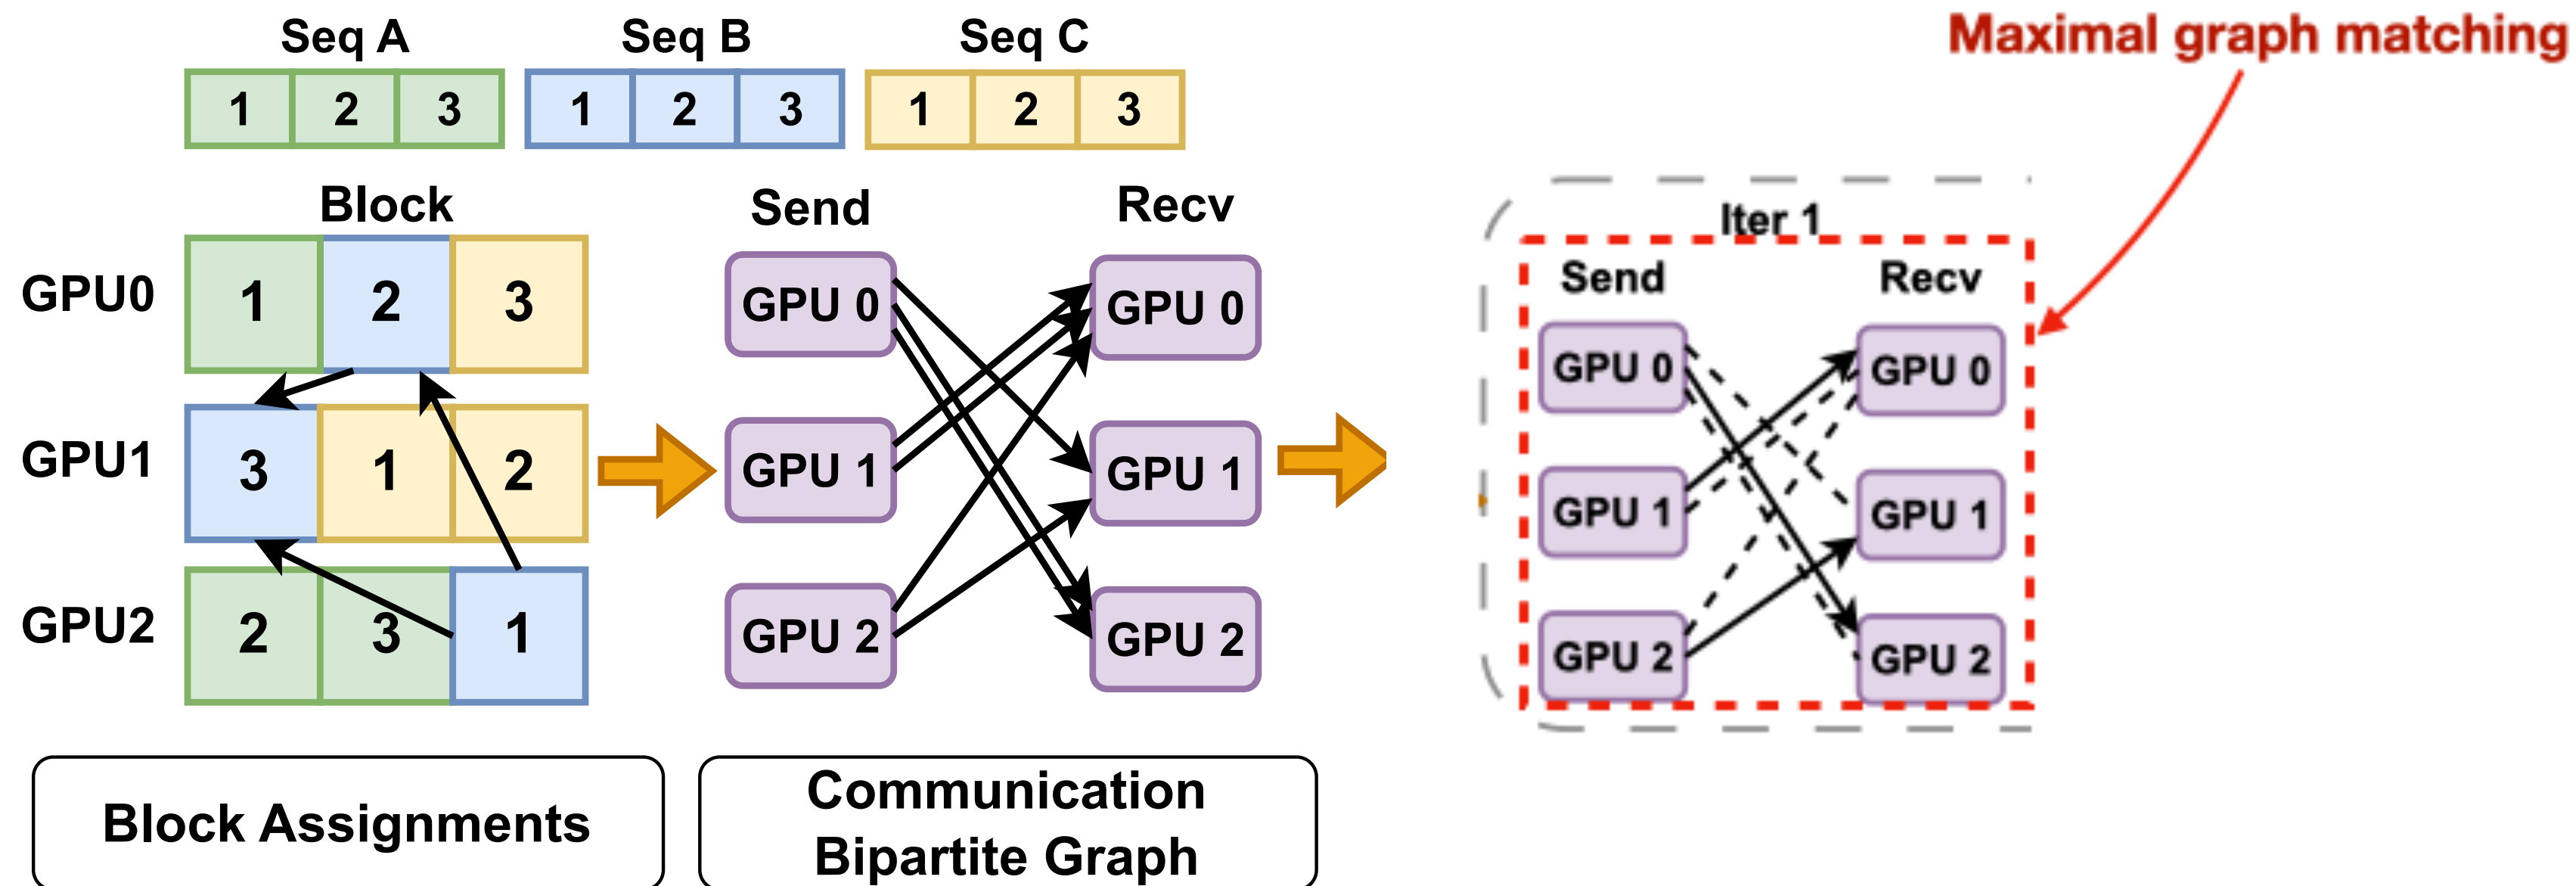 Seq A
Seq B
Seq C
Maximal graph matching
1 2 3
1 2 3
1 2 3
Block
Send
Recv
GPU0
1 2 3
GPU1
3 1 2
GPU2
2 3 1
GPU 0
GPU 0
GPU 1
GPU 1
GPU 2
GPU 2
Iter 1
Send
Recv
GPU 0
GPU 0
GPU 1
GPU 1
GPU 2
GPU 2
Block Assignments
Communication
Bipartite Graph